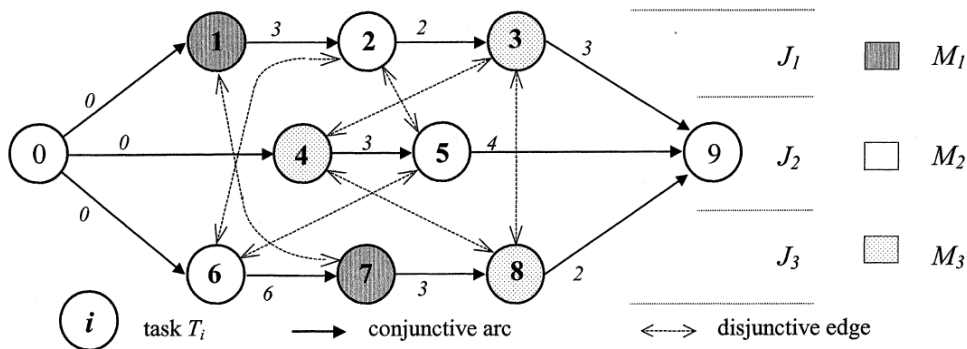 1 3 2 2 3 3 J1 M1
0
0 0 4 3 5 4 9 J2 M2
0
6 6 7 3 8 2 J3 M3
i task Ti conjunctive arc disjunctive edge